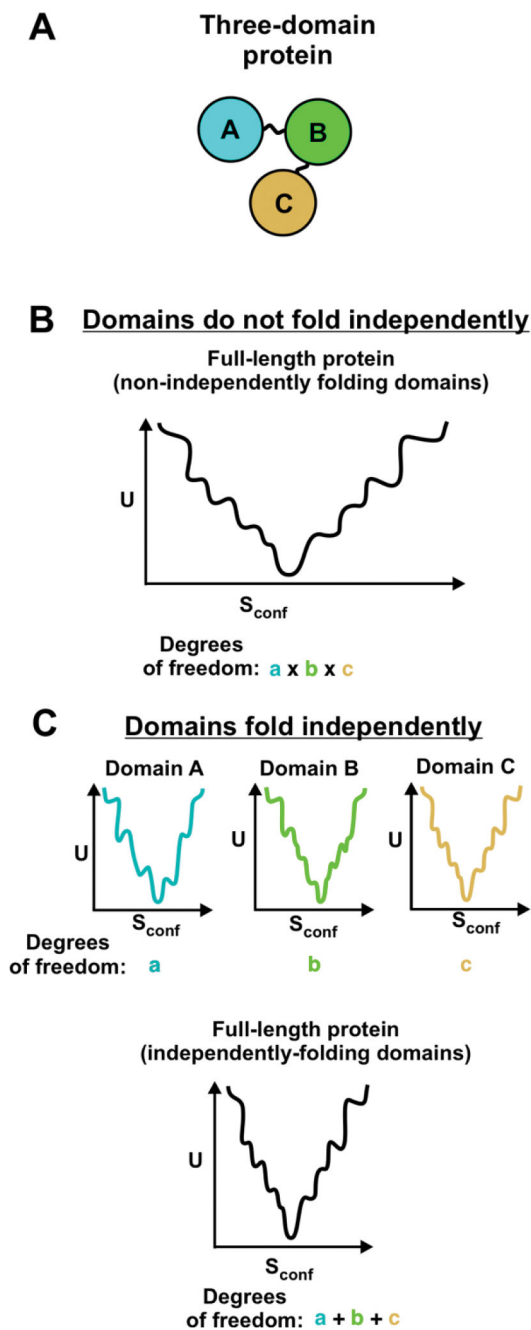 A
Three-domain
protein
A
B
C
B
Domains do not fold independently
Full-length protein
(non-independently folding domains)
U
Sconf
Degrees
of freedom: a x b x c
C
Domains fold independently
Domain A
Domain B
Domain C
U
U
U
Sconf
Sconf
Sconf
Degrees
of freedom: a b c
Full-length protein
(independently-folding domains)
U
Sconf
Degrees
of freedom: a + b + c